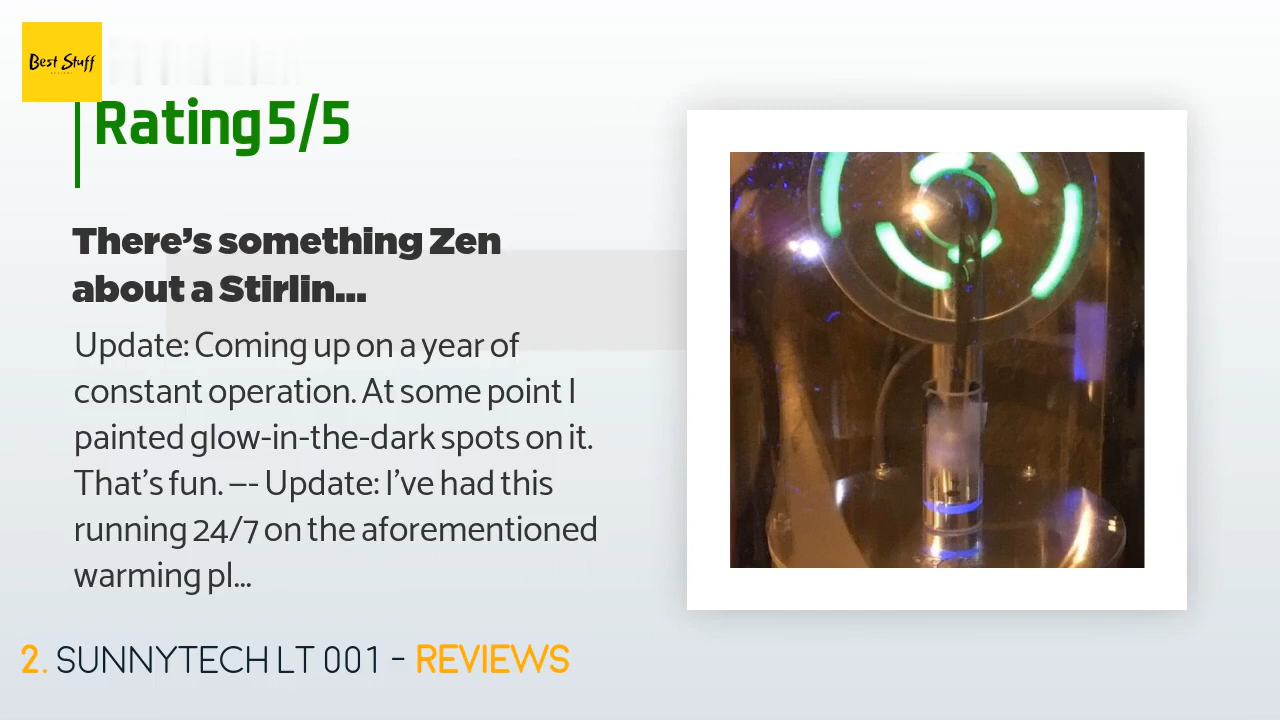 Best Stuff
Rating 5/5
There's something Zen
about a Stirlin...
Update: Coming up on a year of
constant operation. At some point I
painted glow-in-the-dark spots on it.
That's fun. —- Update: I've had this
running 24/7 on the aforementioned
warming pl...
2. SUNNYTECH LT 001 - REVIEWS